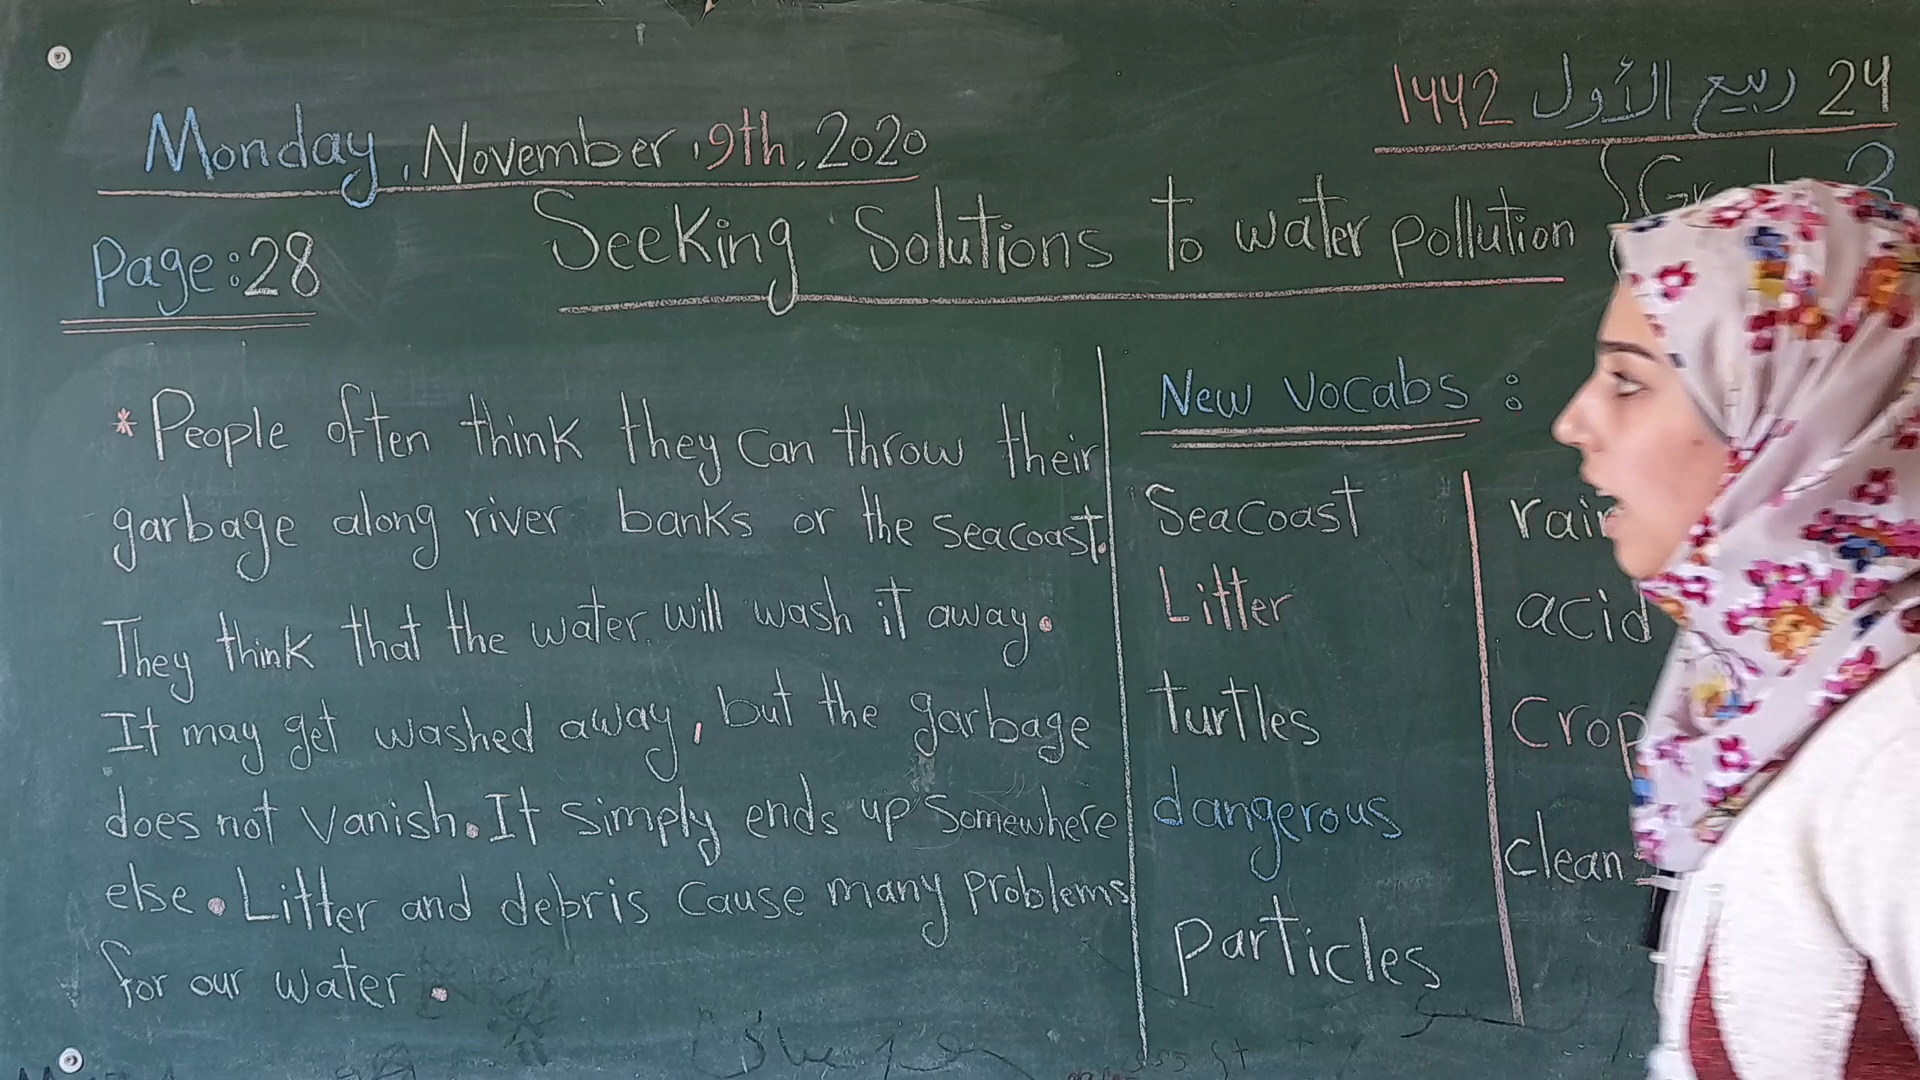 Monday, November, 9th, 2020
24 ربيع الأول 1442
Page:28
Seeking Solutions to water pollution
* People often think they can throw their
garbage along river banks or the seacoast.
They think that the water will wash it away.
It may get washed away, but the garbage
does not vanish. It simply ends up somewhere
else. Litter and debris cause many problems
for our water.
New Vocabs:
Seacoast
Litter
turtles
dangerous
particles
acid
clean